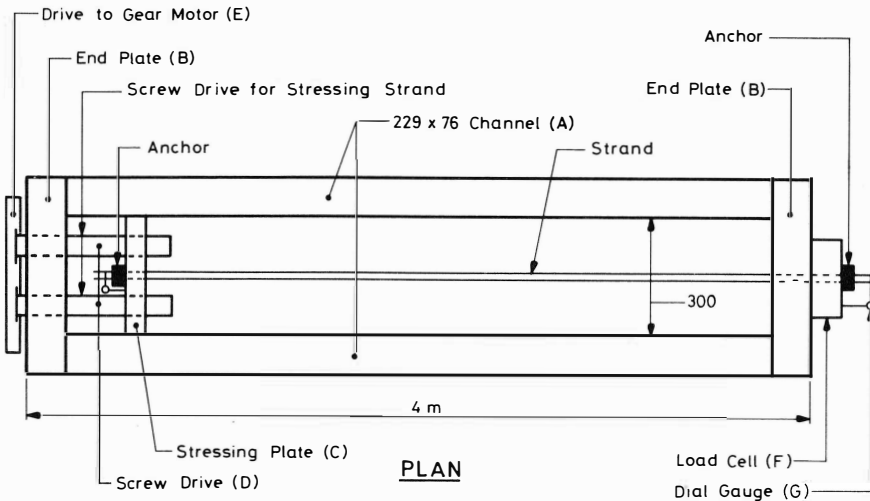 Drive to Gear Motor (E)
Anchor
End Plate (B)
End Plate (B)
Screw Drive for Stressing Strand
229 x 76 Channel (A)
Anchor
Strand
300
4 m
Stressing Plate (C)
PLAN
Load Cell (F)
Screw Drive (D)
Dial Gauge (G)